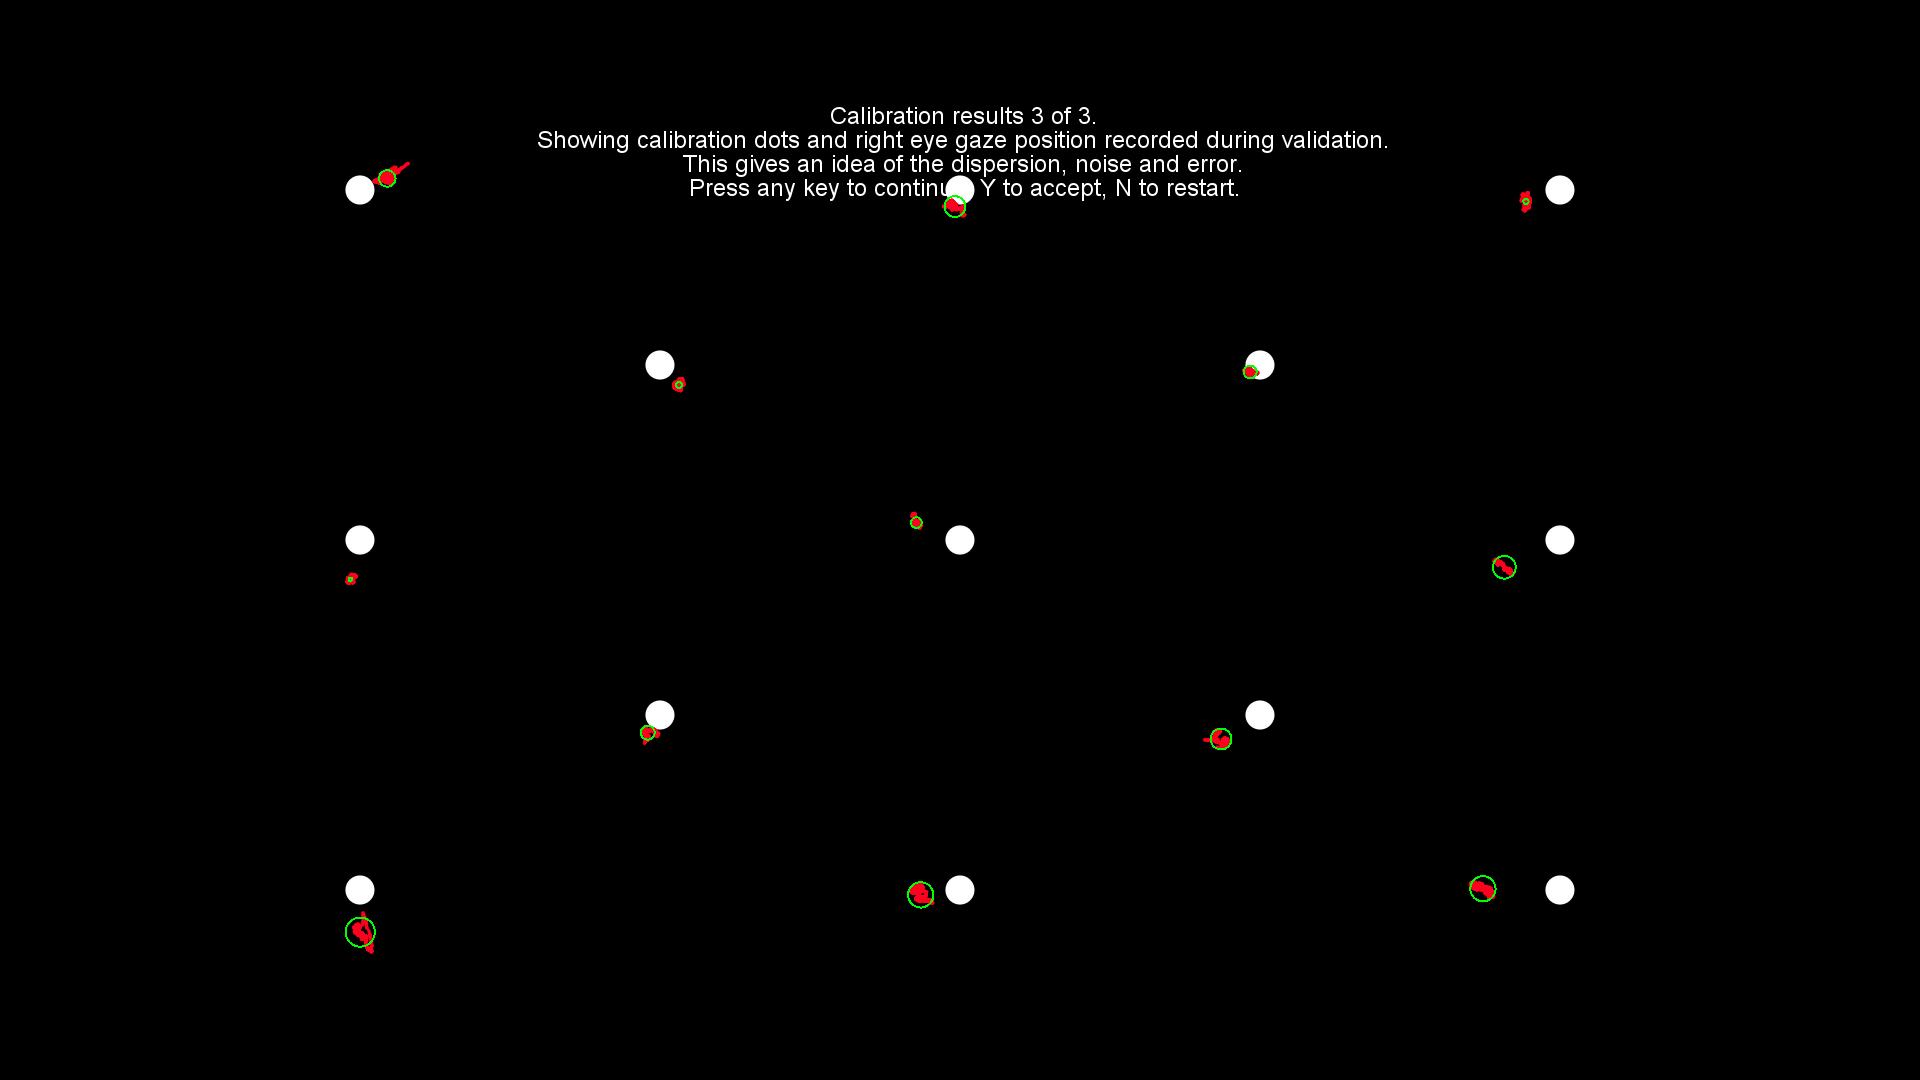 Calibration results 3 of 3.
Showing calibration dots and right eye gaze position recorded during validation.
This gives an idea of the dispersion, noise and error.
Press any key to continu Y to accept, N to restart.